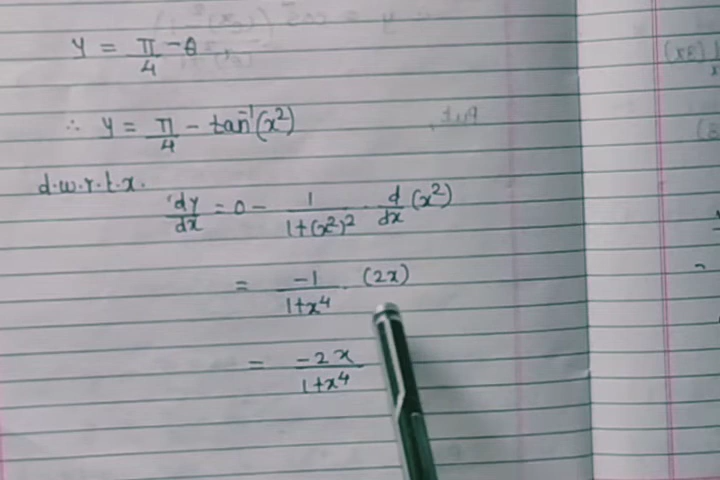 y = π/4 - θ
∴ y = π/4 - tan⁻¹(x²)
d.w.r.t.x.
dy/dx = 0 - 1/1+(x²)² · d/dx (x²)
= -1/1+x⁴ · (2x)
= -2x/1+x⁴